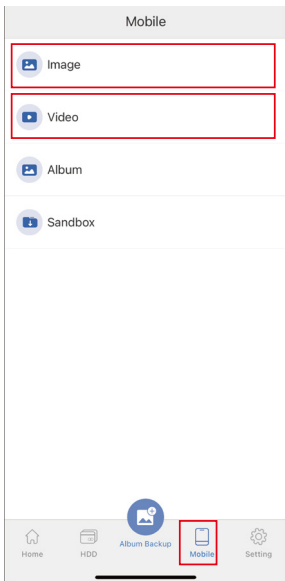 Mobile
Image
Video
Album
Sandbox
Home
HDD
Album Backup
Mobile
Setting